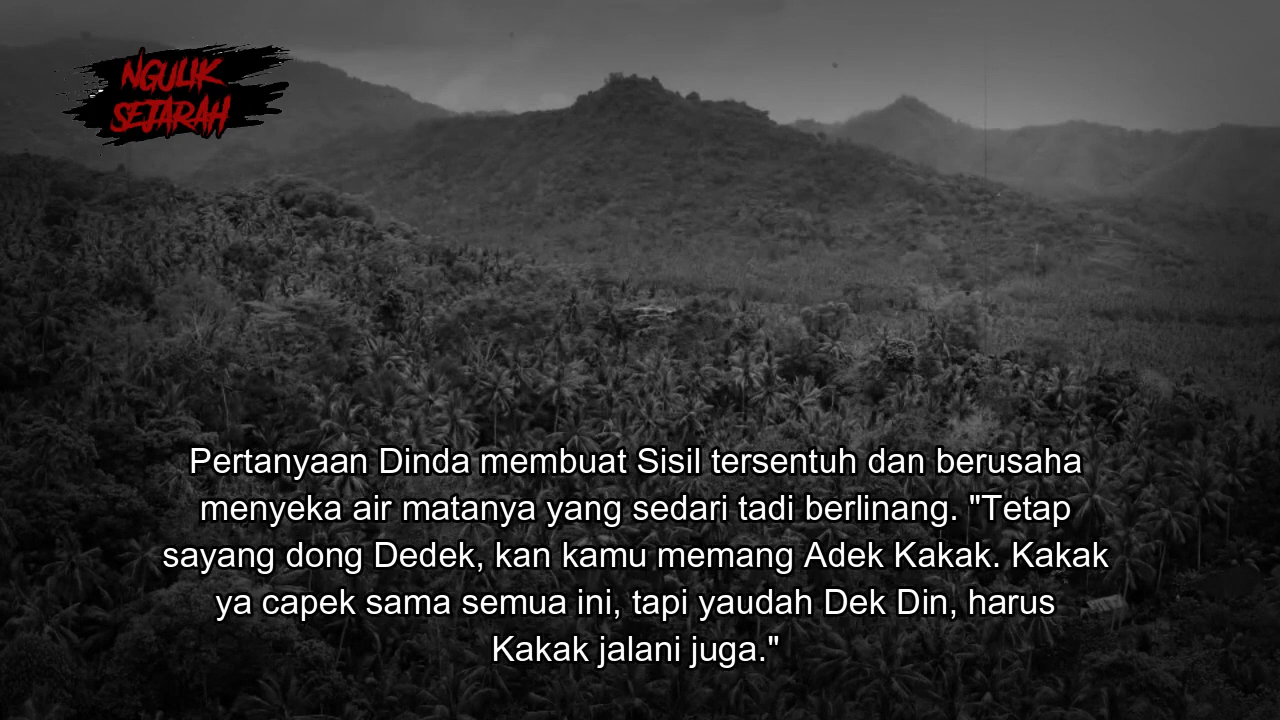 NGULIK
SEJARAH
Pertanyaan Dinda membuat Sisil tersentuh dan berusaha
menyeka air matanya yang sedari tadi berlinang. "Tetap
sayang dong Dedek, kan kamu memang Adek Kakak. Kakak
ya capek sama semua ini, tapi yaudah Dek Din, harus
Kakak jalani juga."